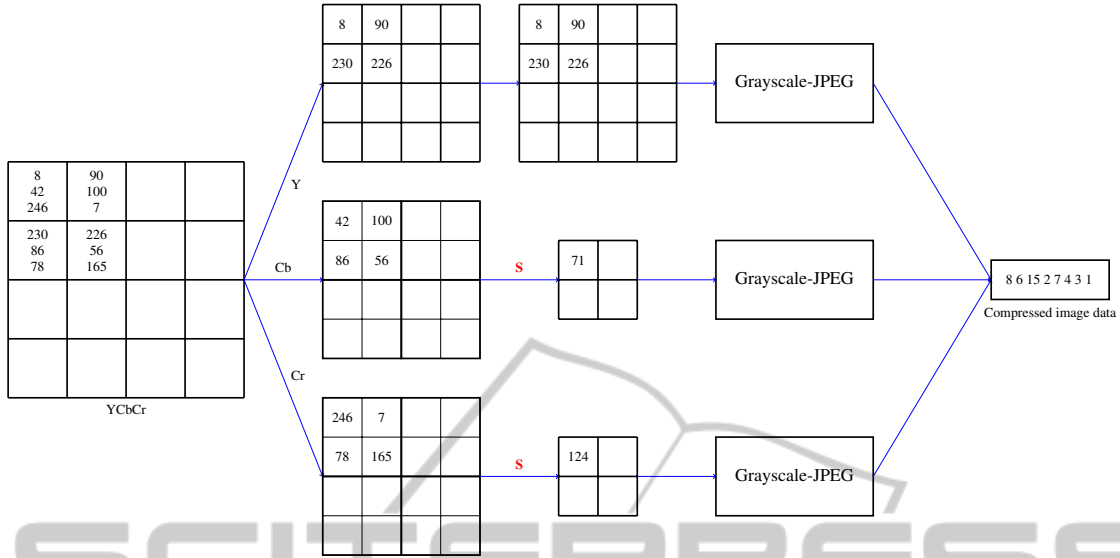 8 90
230 226
8 90
230 226
Grayscale-JPEG
8 90
42 100
246 7
230 226
86 56
78 165
YCbCr
Y
Cb
Cr
42 100
86 56
S
71
Grayscale-JPEG
8 6 15 2 7 4 3 1
Compressed image data
246 7
78 165
S
124
Grayscale-JPEG
SCITEPRESS